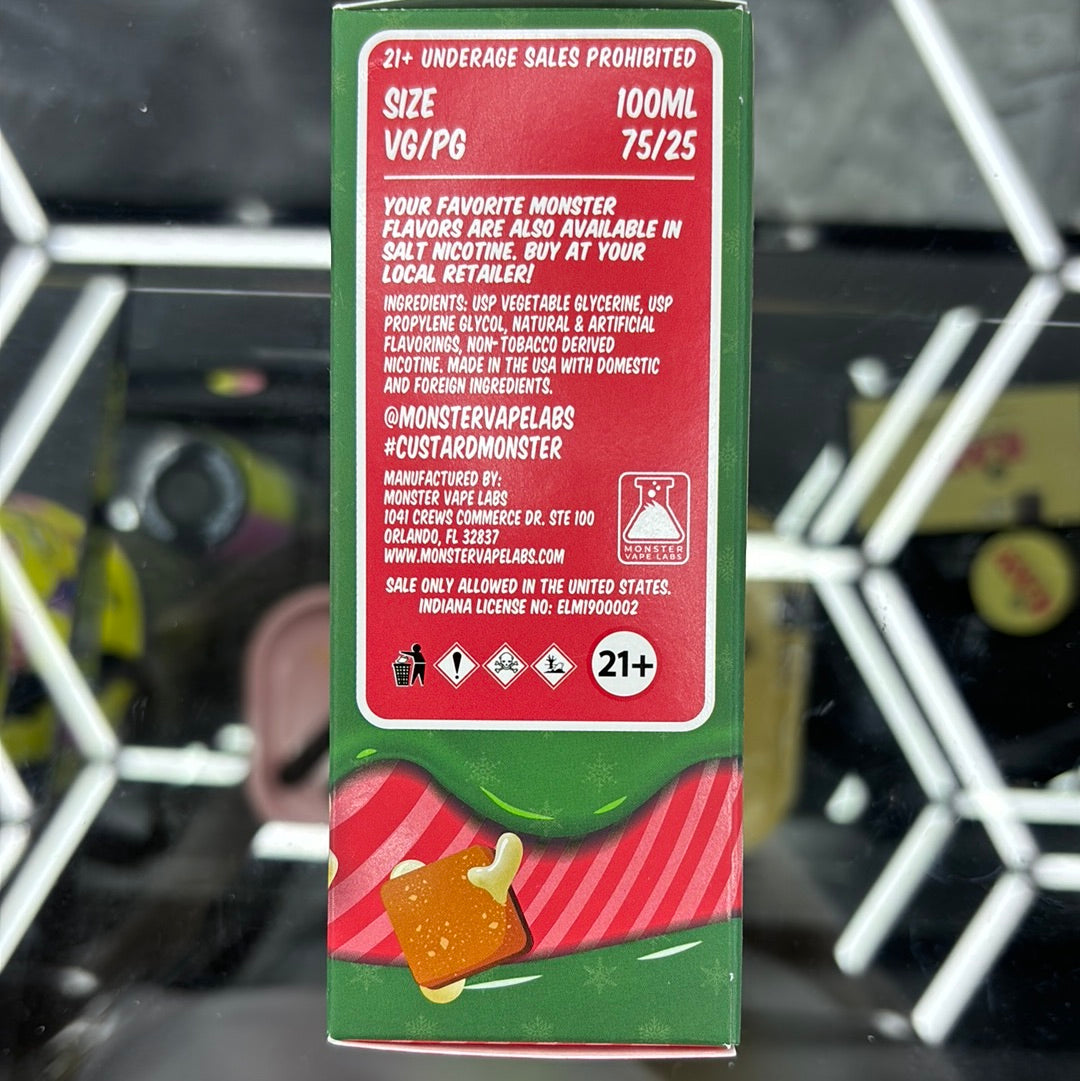 21+ UNDERAGE SALES PROHIBITED
SIZE 100ML
VG/PG 75/25
YOUR FAVORITE MONSTER
FLAVORS ARE ALSO AVAILABLE IN
SALT NICOTINE. BUY AT YOUR
LOCAL RETAILER!
INGREDIENTS: USP VEGETABLE GLYCERINE, USP
PROPYLENE GLYCOL, NATURAL & ARTIFICIAL
FLAVORINGS, NON-TOBACCO DERIVED
NICOTINE. MADE IN THE USA WITH DOMESTIC
AND FOREIGN INGREDIENTS.
@MONSTERVAPELABS
#CUSTARDMONSTER
MANUFACTURED BY:
MONSTER VAPE LABS
1041 CREWS COMMERCE DR. STE 100
ORLANDO, FL 32837
WWW.MONSTERVAPELABS.COM
MONSTER
VAPE LABS
SALE ONLY ALLOWED IN THE UNITED STATES.
INDIANA LICENSE NO: ELM1900002
21+